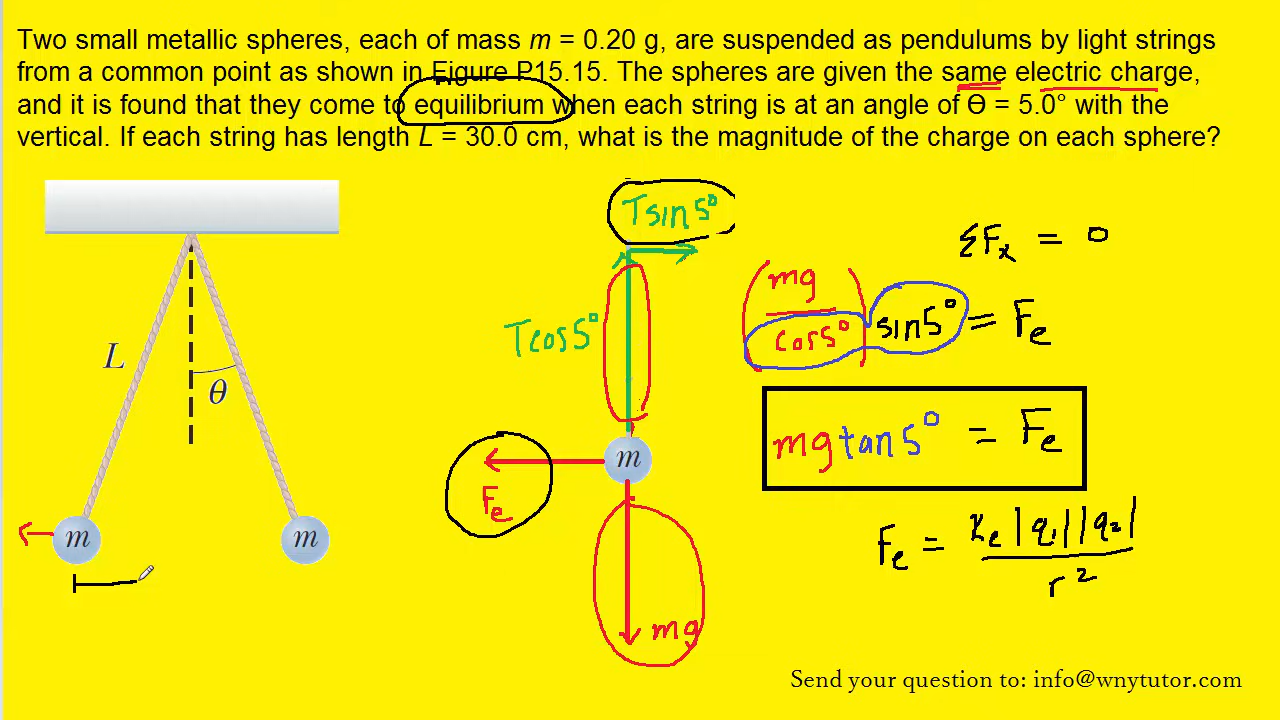 Two small metallic spheres, each of mass m = 0.20 g, are suspended as pendulums by light strings
from a common point as shown in Figure P15.15. The spheres are given the same electric charge,
and it is found that they come to equilibrium when each string is at an angle of Θ = 5.0° with the
vertical. If each string has length L = 30.0 cm, what is the magnitude of the charge on each sphere?
Tsin5°
ΣFx = 0
(mg/cos5°) sin5° = Fe
Tcos5°
L
θ
mgtan5° = Fe
m
Fe
m
m
Fe = Ke|q1||q2|/r²
mg
Send your question to: info@wnytutor.com